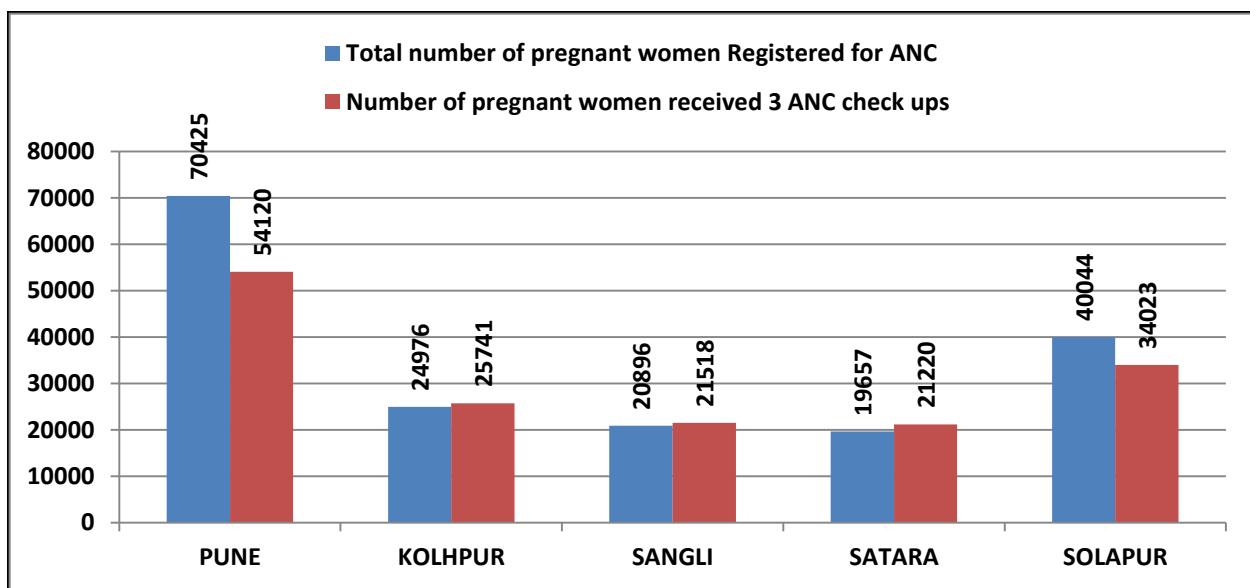 Total number of pregnant women Registered for ANC
Number of pregnant women received 3 ANC check ups
80000
70000
60000
50000
40000
30000
20000
10000
0
70425
54120
24976
25741
20896
21518
19657
21220
40044
34023
PUNE
KOLHPUR
SANGLI
SATARA
SOLAPUR